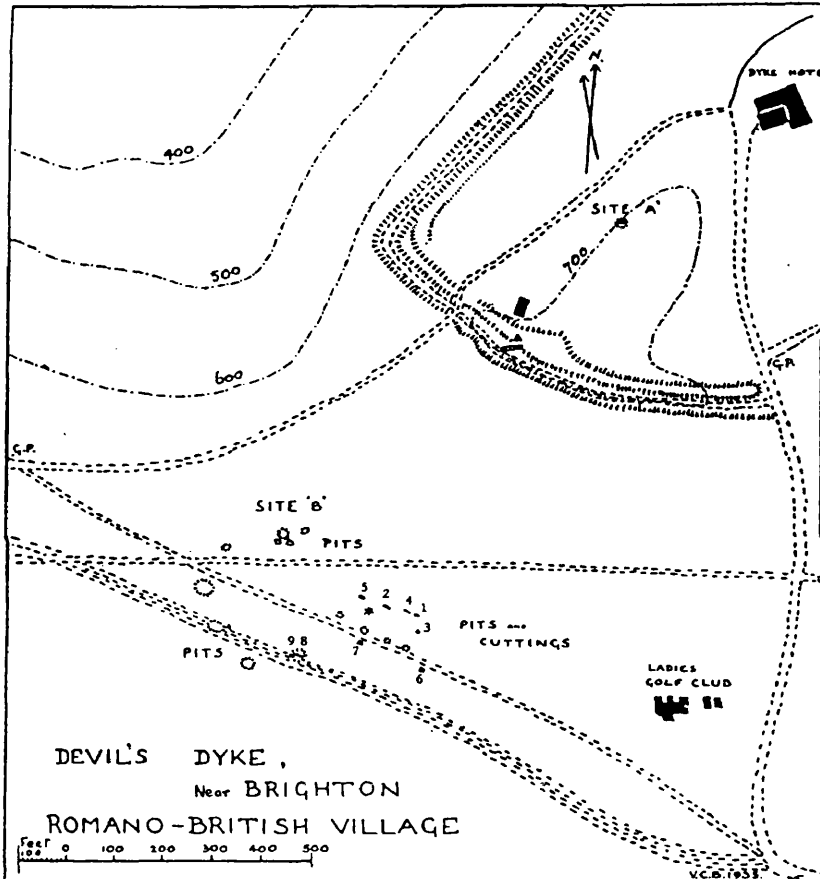 N.
DYKE HOTE
400
SITE 'A'
700
500
600
G.P.
G.P.
SITE 'B'
PITS
5 2 4 1
3
PITS and
CUTTINGS
7
6
9 8
PITS
LADIES
GOLF CLUB
DEVIL'S DYKE,
Near BRIGHTON
ROMANO-BRITISH VILLAGE
Feet
100 0 100 200 300 400 500
V.C.B. 1933.